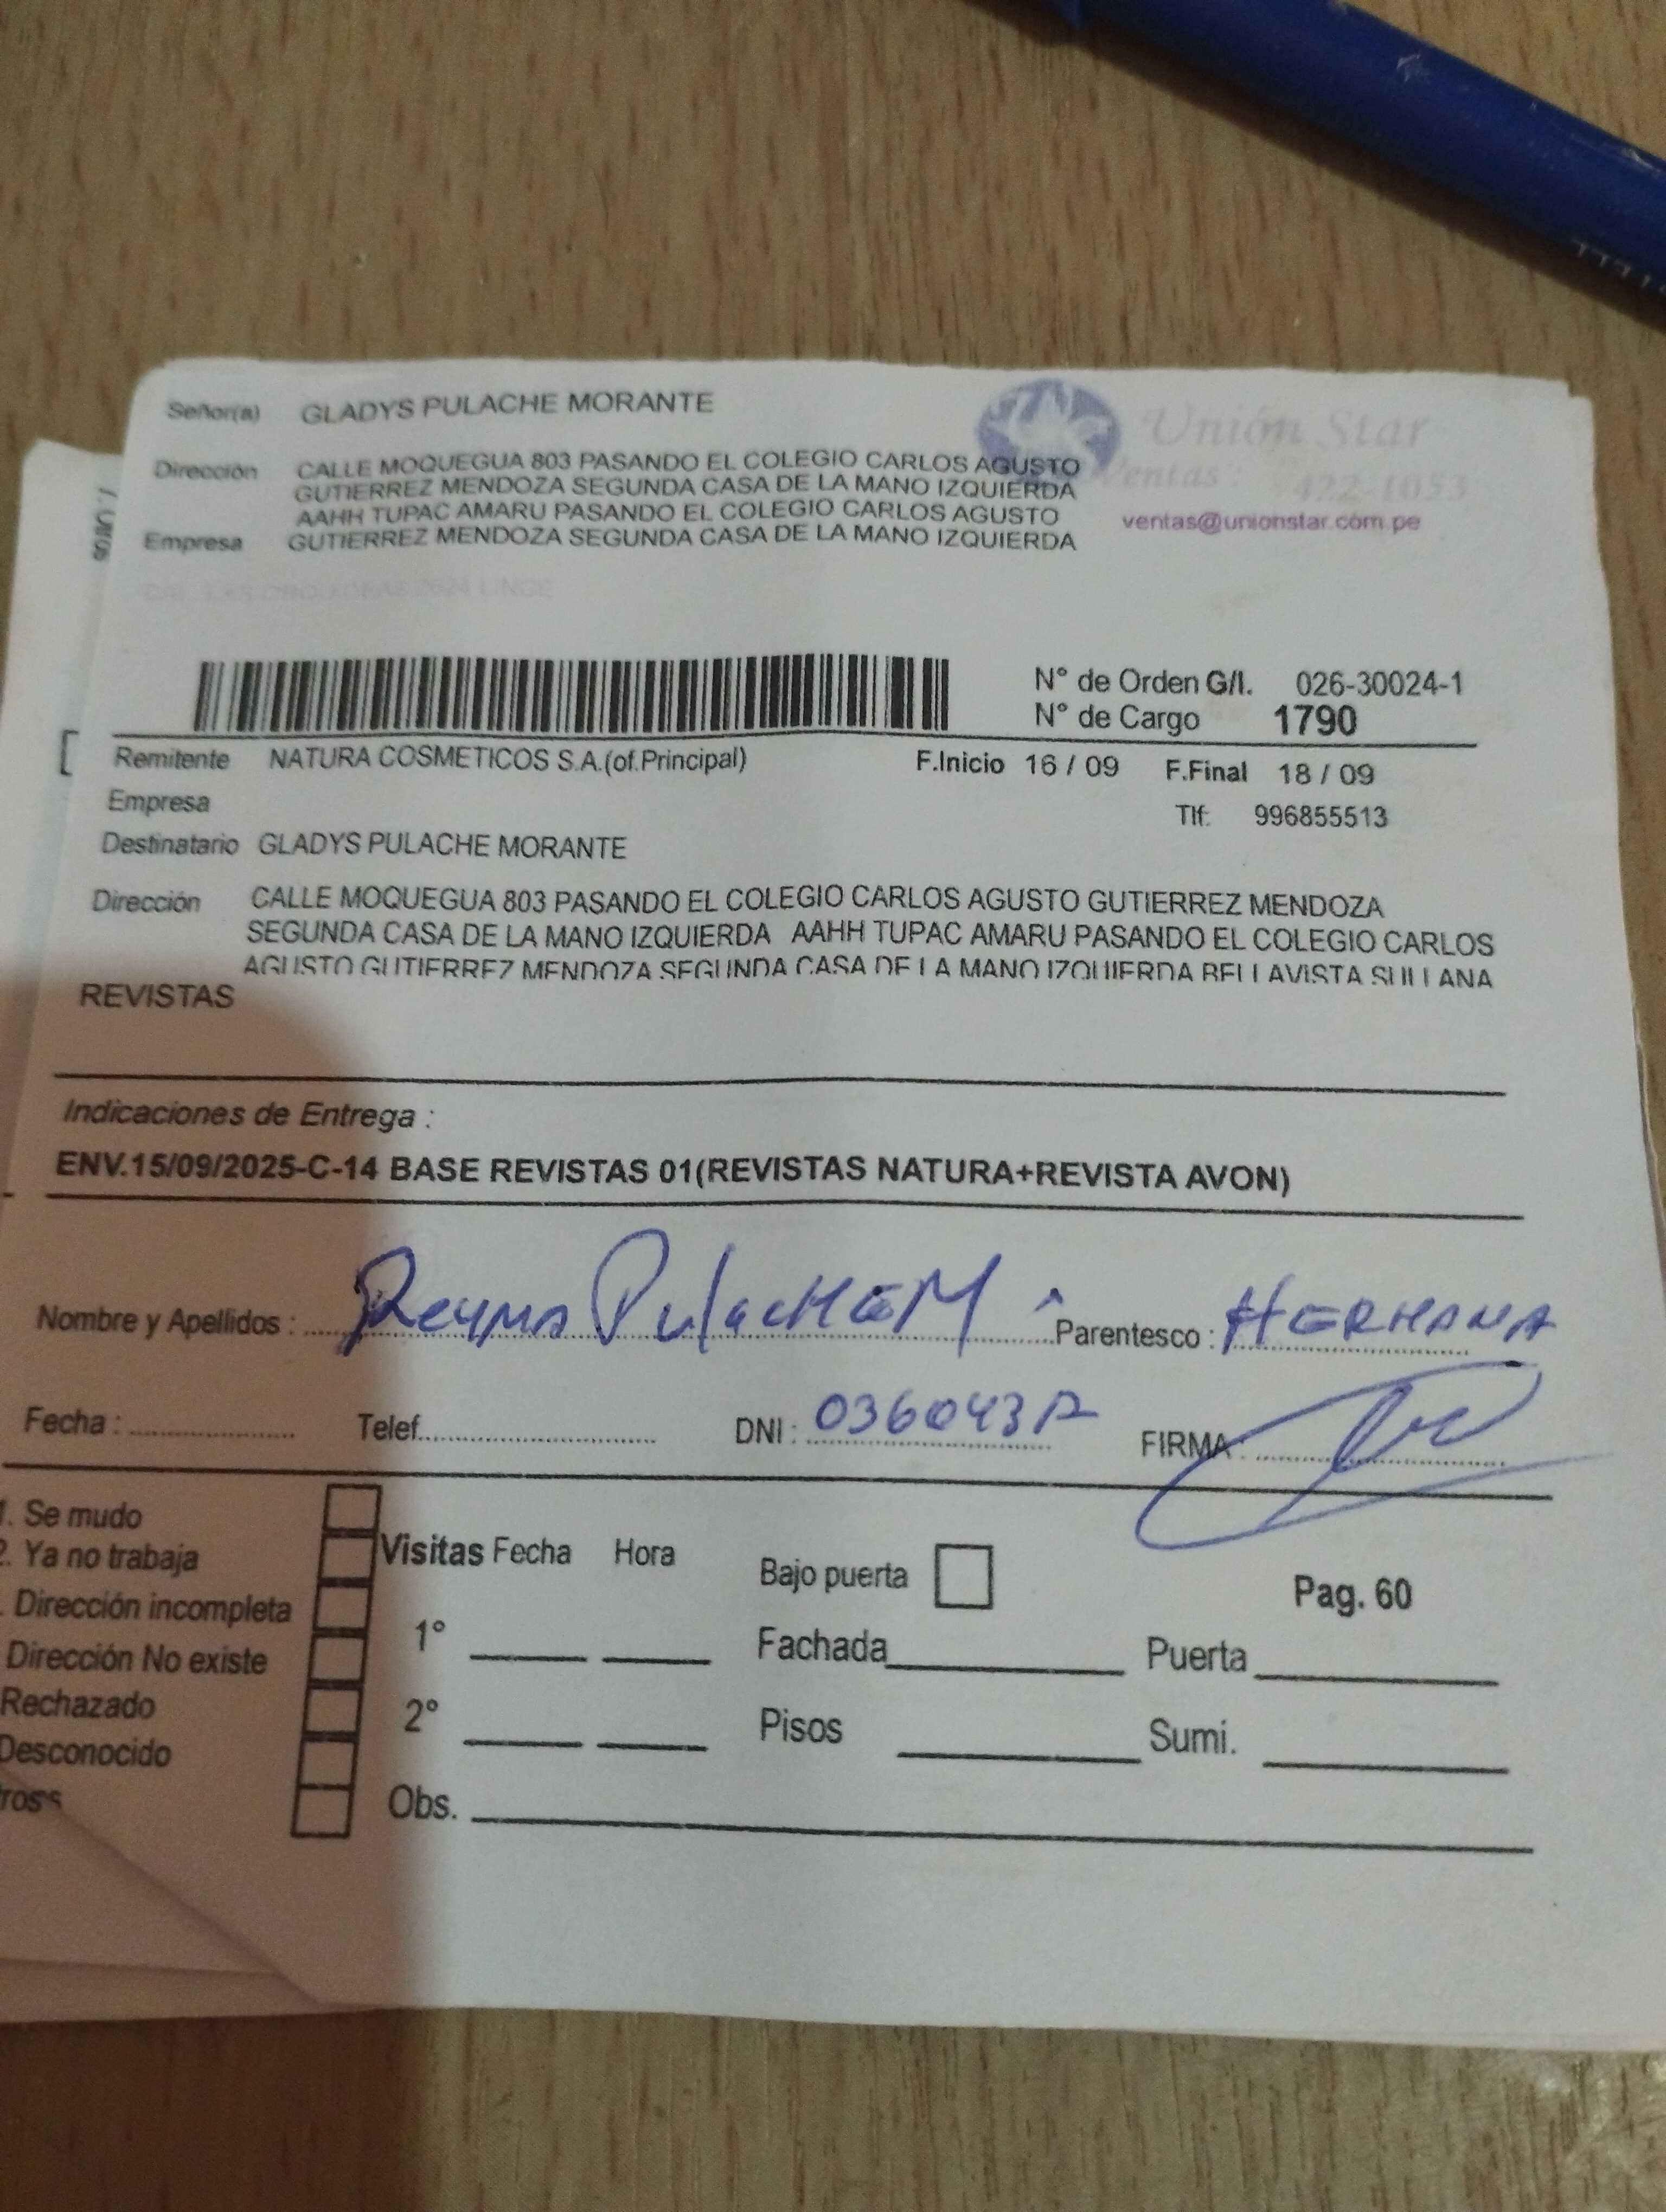 Señor(a) GLADYS PULACHE MORANTE
Unión Star
Dirección CALLE MOQUEGUA 803 PASANDO EL COLEGIO CARLOS AGUSTO
GUTIERREZ MENDOZA SEGUNDA CASA DE LA MANO IZQUIERDA
Ventas: 422-1053
AAHH TUPAC AMARU PASANDO EL COLEGIO CARLOS AGUSTO
ventas@unionstar.com.pe
Empresa GUTIERREZ MENDOZA SEGUNDA CASA DE LA MANO IZQUIERDA
N° de Orden G/I. 026-30024-1
N° de Cargo 1790
Remitente NATURA COSMETICOS S.A.(of.Principal) F.Inicio 16 / 09 F.Final 18 / 09
Empresa Tlf: 996855513
Destinatario GLADYS PULACHE MORANTE
Dirección CALLE MOQUEGUA 803 PASANDO EL COLEGIO CARLOS AGUSTO GUTIERREZ MENDOZA
SEGUNDA CASA DE LA MANO IZQUIERDA AAHH TUPAC AMARU PASANDO EL COLEGIO CARLOS
AGUSTO GUTIERREZ MENDOZA SEGUNDA CASA DE LA MANO IZQUIERDA BELLAVISTA SULLANA
REVISTAS
Indicaciones de Entrega :
ENV.15/09/2025-C-14 BASE REVISTAS 01(REVISTAS NATURA+REVISTA AVON)
Nombre y Apellidos : Reyna PulacHE M Parentesco : HERMANA
Fecha : Telef. DNI : FIRMA :
1. Se mudo
2. Ya no trabaja Visitas Fecha Hora Bajo puerta Pag. 60
. Dirección incompleta
Dirección No existe 1° Fachada Puerta
Rechazado
Desconocido 2° Pisos Sumi.
Obs.